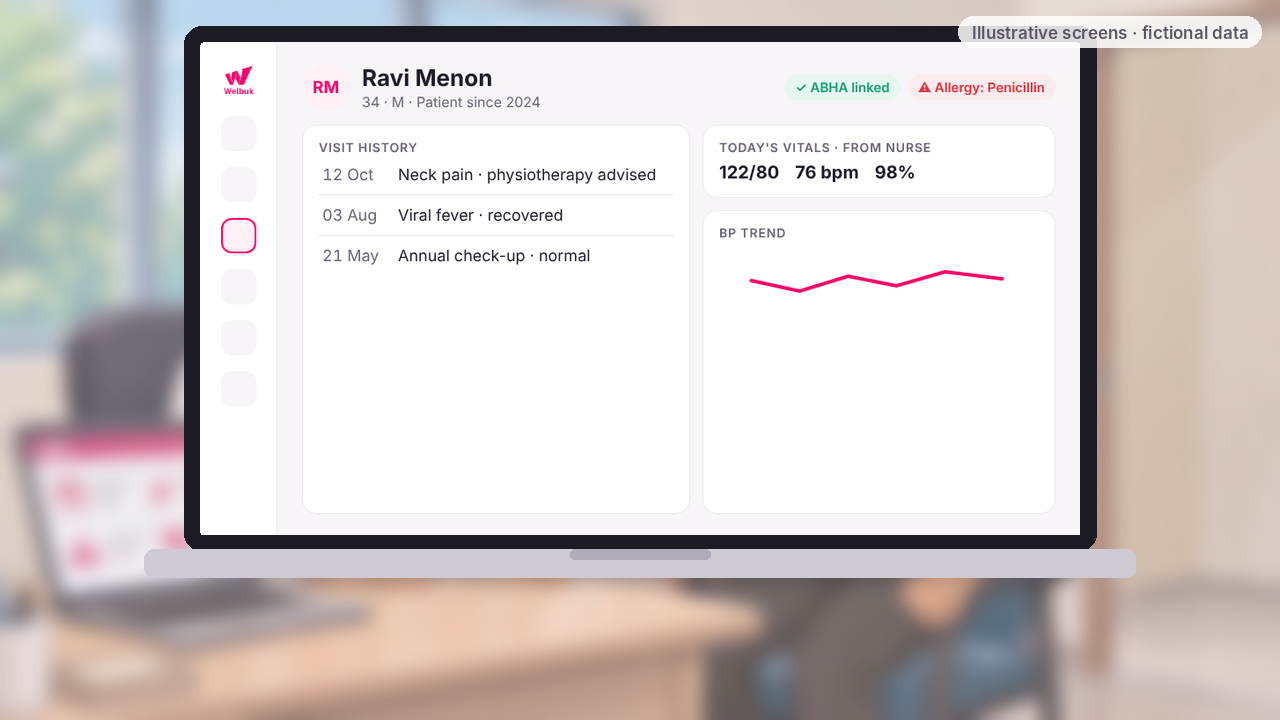 Illustrative screens · fictional data
Welbuk
RM
Ravi Menon
34 · M · Patient since 2024
✓ ABHA linked
⚠ Allergy: Penicillin
VISIT HISTORY
12 Oct Neck pain · physiotherapy advised
03 Aug Viral fever · recovered
21 May Annual check-up · normal
TODAY'S VITALS · FROM NURSE
122/80 76 bpm 98%
BP TREND